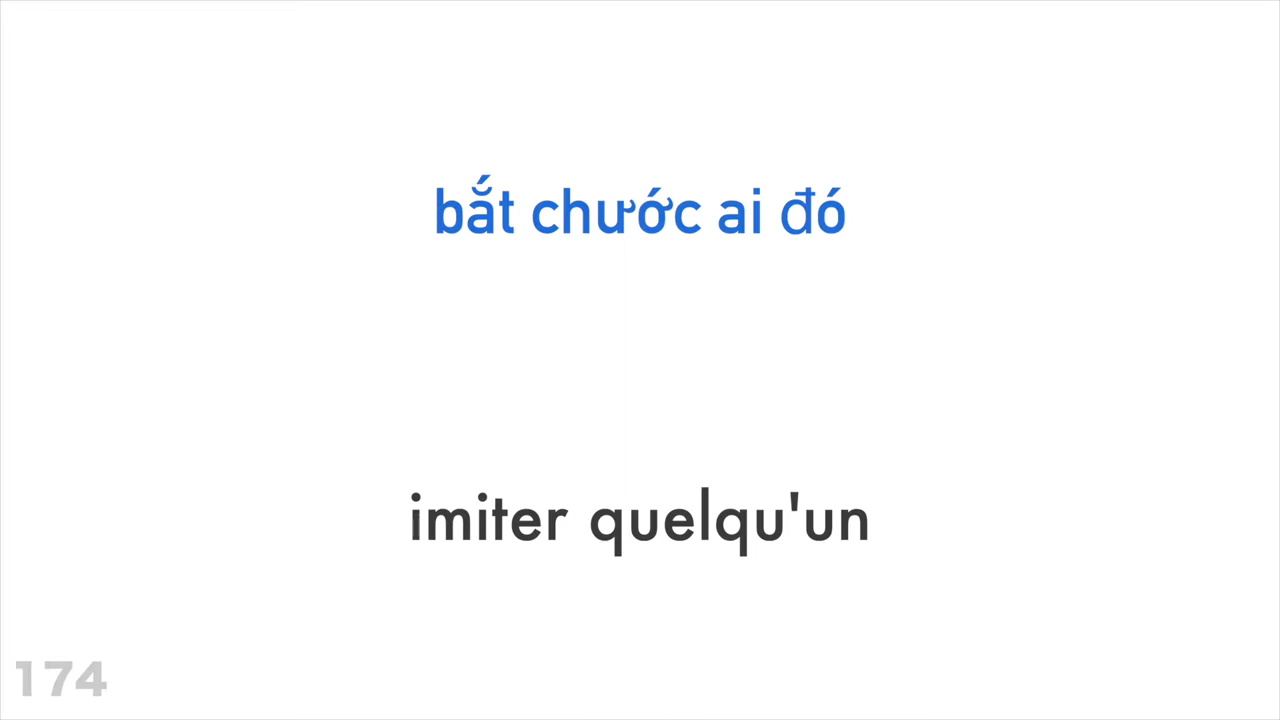 bắt chước ai đó
imiter quelqu'un
174